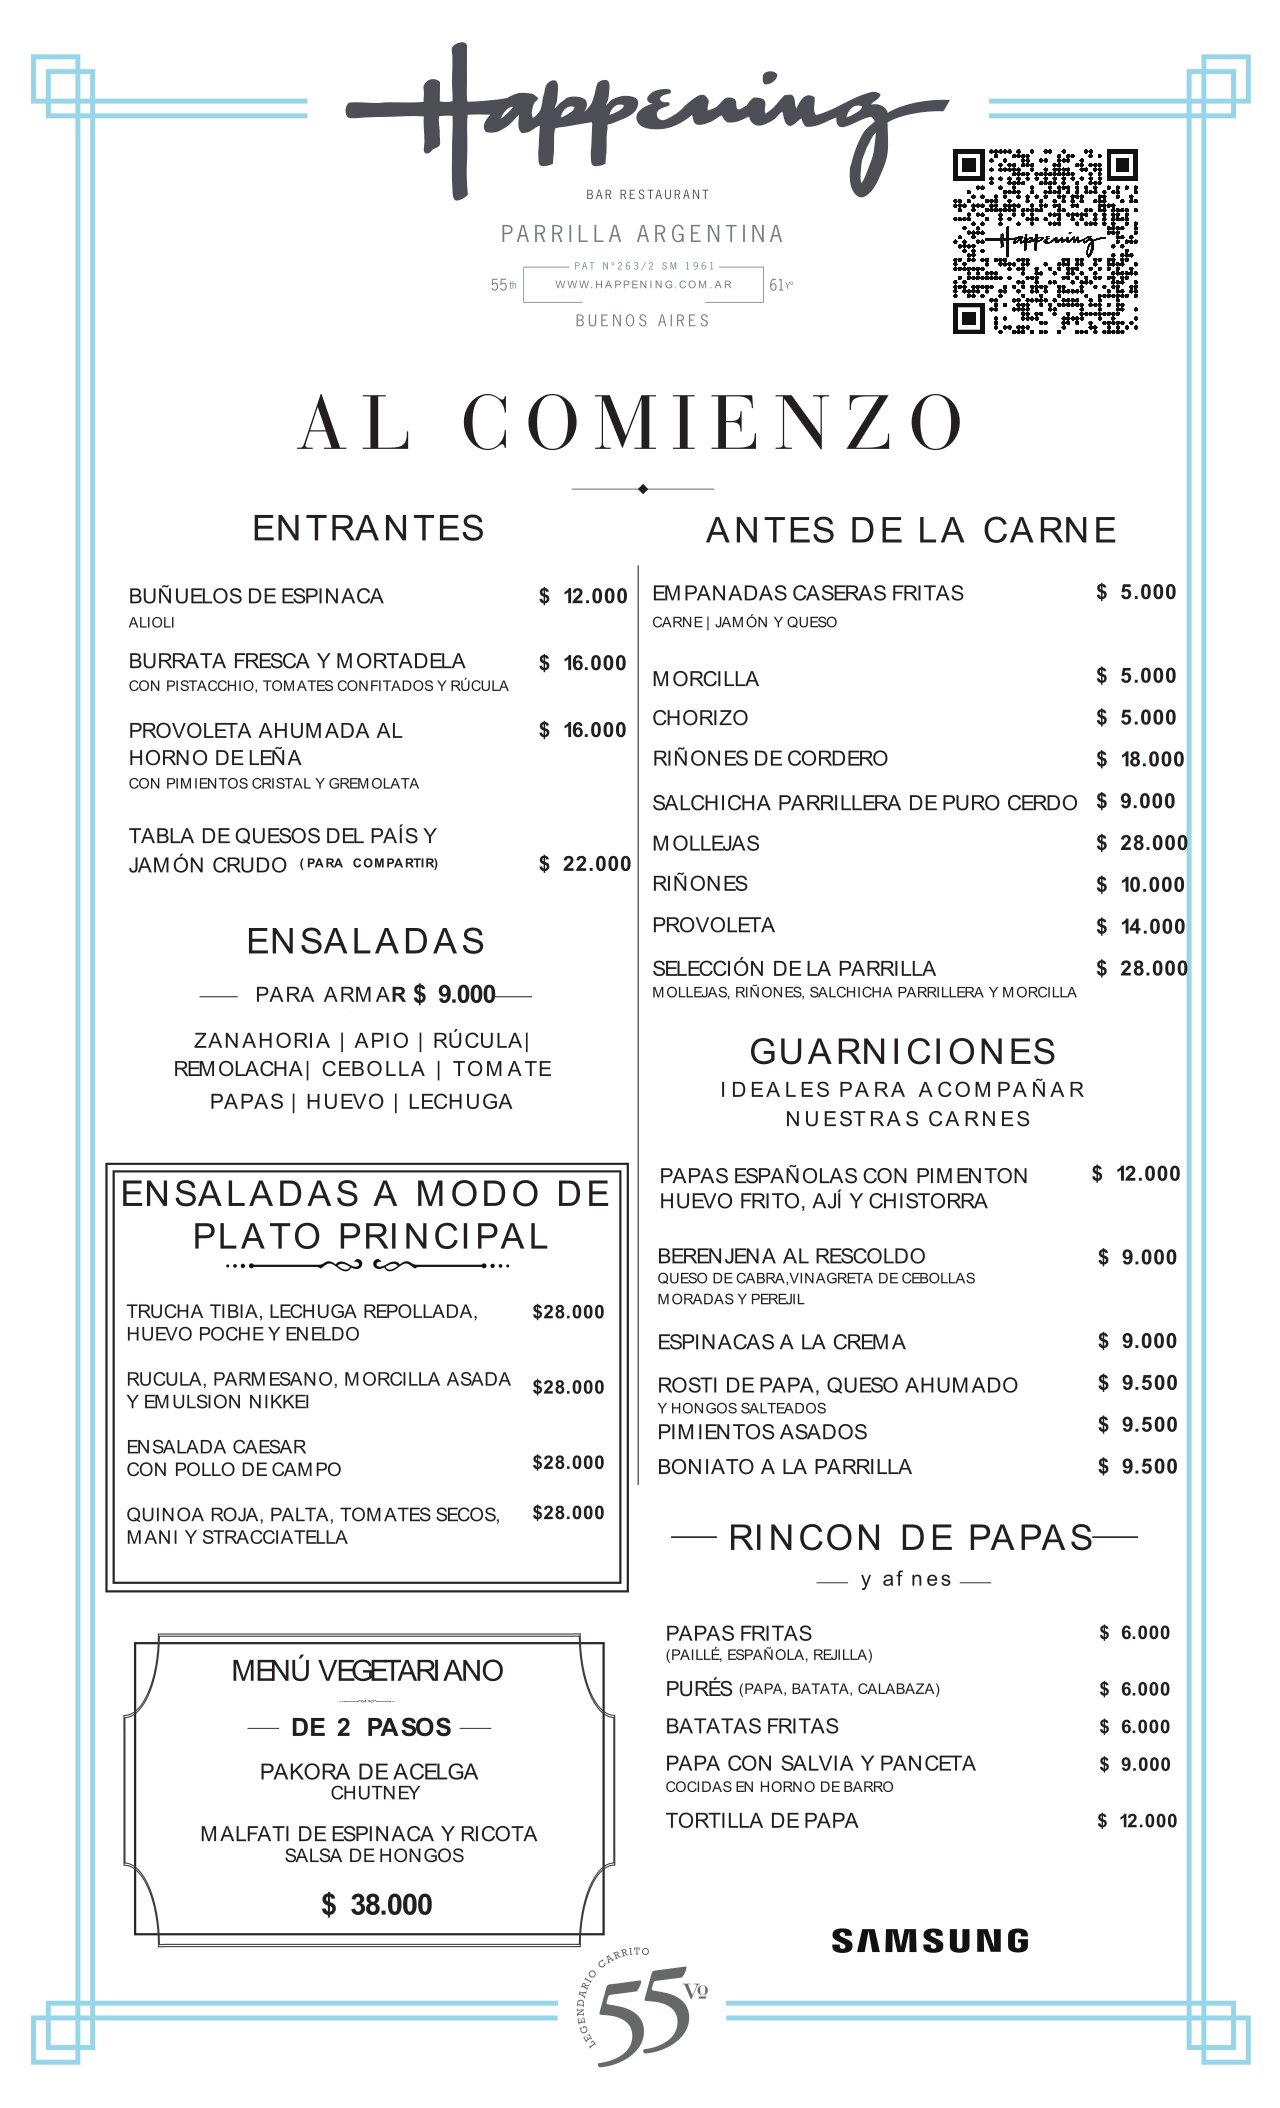 Happening
BAR RESTAURANT
PARRILLA ARGENTINA
PAT Nº263/2 SM 1961
55th WWW.HAPPENING.COM.AR 61Yº
BUENOS AIRES
Happening
AL COMIENZO
ENTRANTES
BUÑUELOS DE ESPINACA $ 12.000
ALIOLI
BURRATA FRESCA Y MORTADELA $ 16.000
CON PISTACCHIO, TOMATES CONFITADOS Y RÚCULA
PROVOLETA AHUMADA AL $ 16.000
HORNO DE LEÑA
CON PIMIENTOS CRISTAL Y GREMOLATA
TABLA DE QUESOS DEL PAÍS Y
JAMÓN CRUDO (PARA COMPARTIR) $ 22.000
ENSALADAS
PARA ARMAR $ 9.000
ZANAHORIA | APIO | RÚCULA|
REMOLACHA| CEBOLLA | TOMATE
PAPAS | HUEVO | LECHUGA
ENSALADAS A MODO DE
PLATO PRINCIPAL
TRUCHA TIBIA, LECHUGA REPOLLADA, $28.000
HUEVO POCHE Y ENELDO
RUCULA, PARMESANO, MORCILLA ASADA $28.000
Y EMULSION NIKKEI
ENSALADA CAESAR
CON POLLO DE CAMPO $28.000
QUINOA ROJA, PALTA, TOMATES SECOS, $28.000
MANI Y STRACCIATELLA
MENÚ VEGETARIANO
DE 2 PASOS
PAKORA DE ACELGA
CHUTNEY
MALFATI DE ESPINACA Y RICOTA
SALSA DE HONGOS
$ 38.000
ANTES DE LA CARNE
EMPANADAS CASERAS FRITAS $ 5.000
CARNE | JAMÓN Y QUESO
MORCILLA $ 5.000
CHORIZO $ 5.000
RIÑONES DE CORDERO $ 18.000
SALCHICHA PARRILLERA DE PURO CERDO $ 9.000
MOLLEJAS $ 28.000
RIÑONES $ 10.000
PROVOLETA $ 14.000
SELECCIÓN DE LA PARRILLA $ 28.000
MOLLEJAS, RIÑONES, SALCHICHA PARRILLERA Y MORCILLA
GUARNICIONES
IDEALES PARA ACOMPAÑAR
NUESTRAS CARNES
PAPAS ESPAÑOLAS CON PIMENTON $ 12.000
HUEVO FRITO, AJÍ Y CHISTORRA
BERENJENA AL RESCOLDO $ 9.000
QUESO DE CABRA,VINAGRETA DE CEBOLLAS
MORADAS Y PEREJIL
ESPINACAS A LA CREMA $ 9.000
ROSTI DE PAPA, QUESO AHUMADO $ 9.500
Y HONGOS SALTEADOS
PIMIENTOS ASADOS $ 9.500
BONIATO A LA PARRILLA $ 9.500
RINCON DE PAPAS
y af nes
PAPAS FRITAS $ 6.000
(PAILLÉ, ESPAÑOLA, REJILLA)
PURÉS (PAPA, BATATA, CALABAZA) $ 6.000
BATATAS FRITAS $ 6.000
PAPA CON SALVIA Y PANCETA $ 9.000
COCIDAS EN HORNO DE BARRO
TORTILLA DE PAPA $ 12.000
SAMSUNG
LEGENDARIO CARRITO
55 Vº